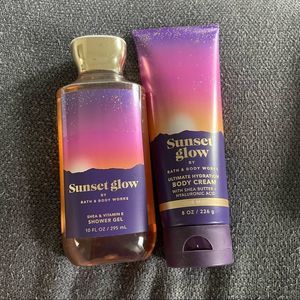 Sunset glow
BY
BATH & BODY WORKS
SHEA & VITAMIN E
SHOWER GEL
10 FL OZ / 295 mL
Sunset
glow
BY
BATH & BODY WORKS
ULTIMATE HYDRATION
BODY CREAM
WITH SHEA BUTTER +
HYALURONIC ACID
8 OZ / 226 g